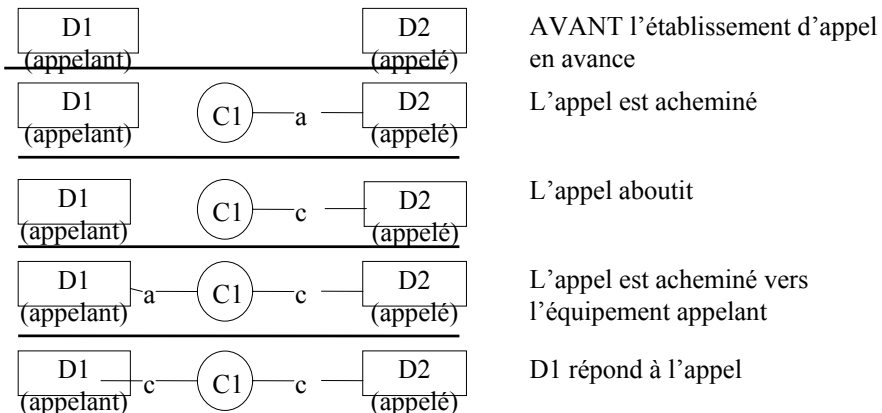 D1
(appelant)
D2
(appelé)
AVANT l’établissement d’appel
en avance
D1
(appelant)
C1
a
D2
(appelé)
L’appel est acheminé
D1
(appelant)
C1
c
D2
(appelé)
L’appel aboutit
D1
(appelant)
a
C1
c
D2
(appelé)
L’appel est acheminé vers
l’équipement appelant
D1
(appelant)
c
C1
c
D2
(appelé)
D1 répond à l’appel